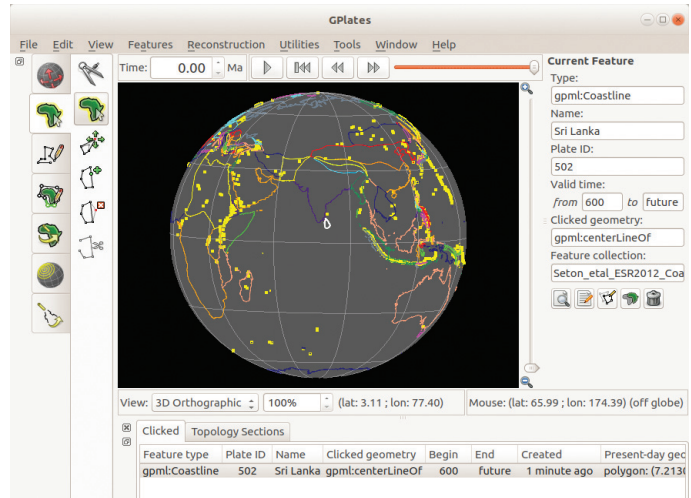 GPlates
File Edit View Features Reconstruction Utilities Tools Window Help
Time: 0.00 Ma
Current Feature
Type:
gpml:Coastline
Name:
Sri Lanka
Plate ID:
502
Valid time:
from 600 to future
Clicked geometry:
gpml:centerLineOf
Feature collection:
Seton_etal_ESR2012_Coa
View: 3D Orthographic 100% (lat: 3.11 ; lon: 77.40) Mouse: (lat: 65.99 ; lon: 174.39) (off globe)
Clicked Topology Sections
Feature type Plate ID Name Clicked geometry Begin End Created Present-day geo
gpml:Coastline 502 Sri Lanka gpml:centerLineOf 600 future 1 minute ago polygon: (7.2130